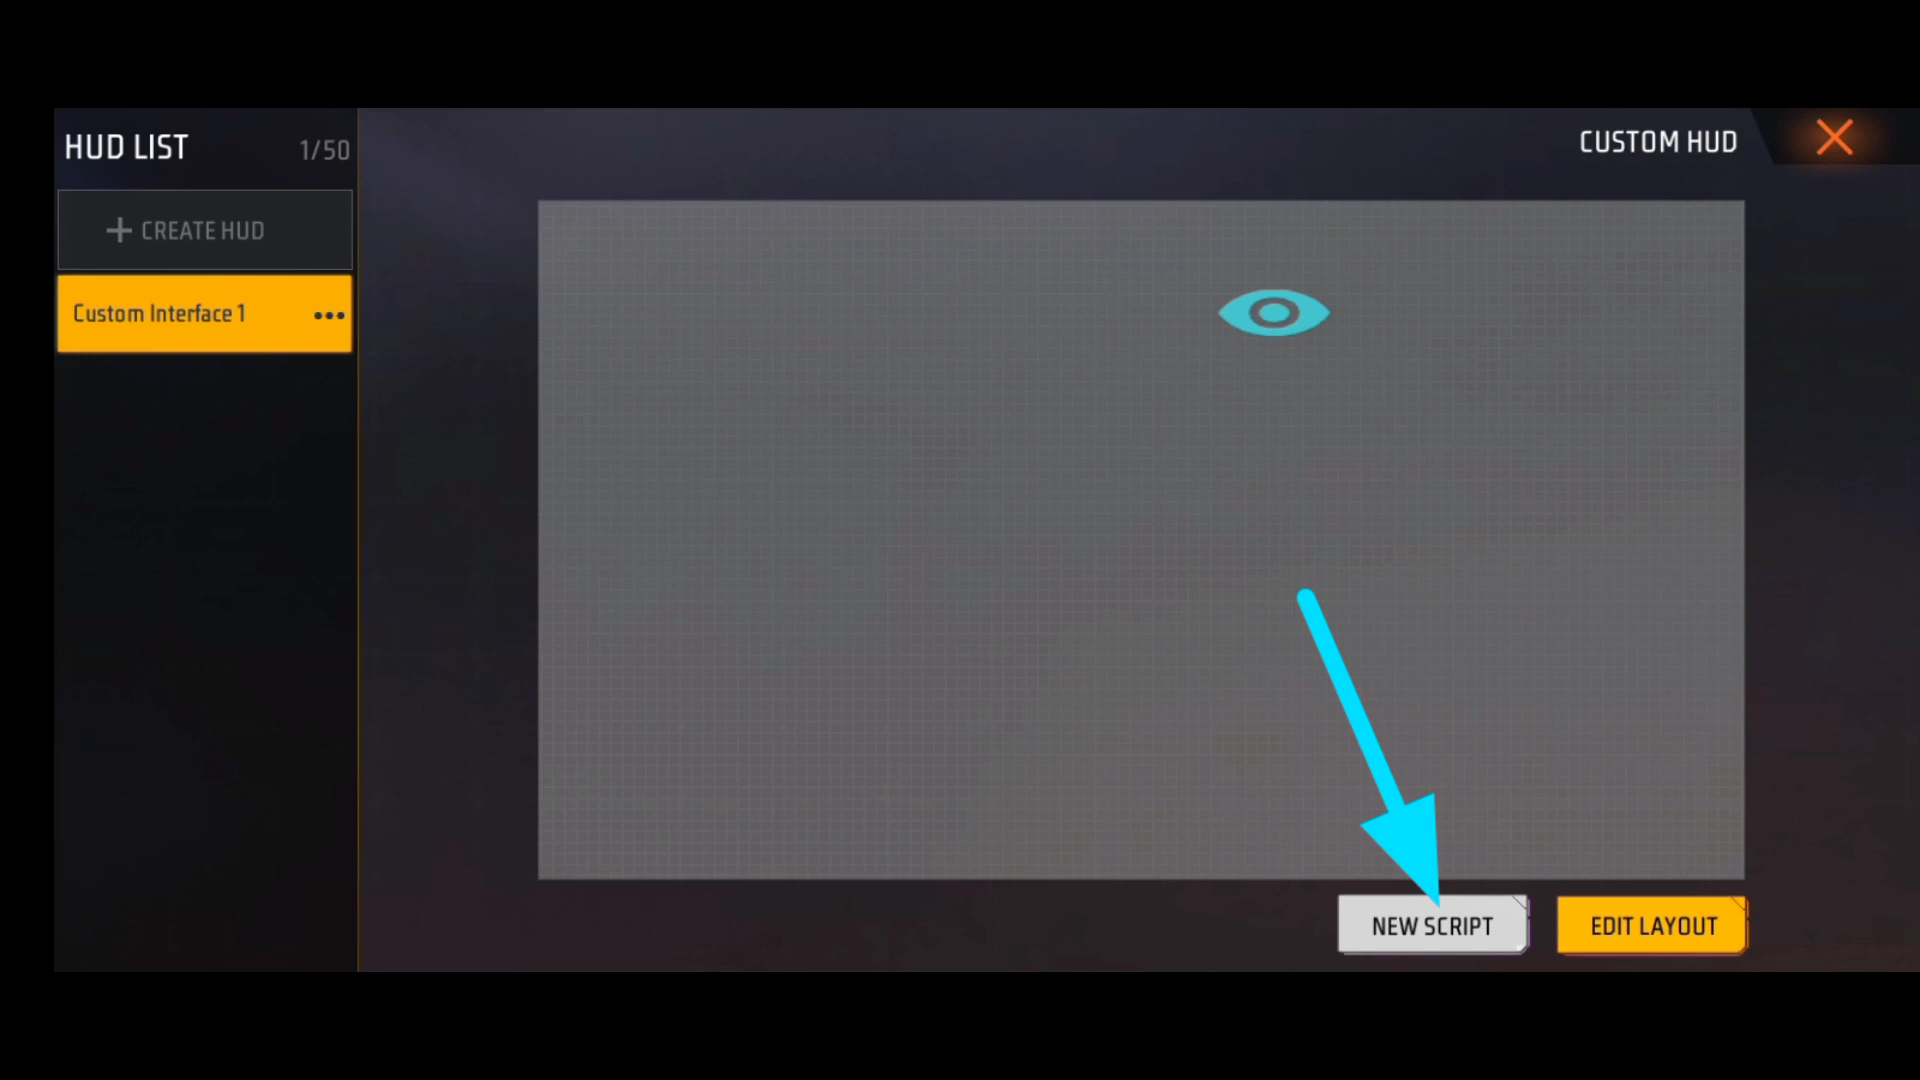 HUD LIST 1/50
CUSTOM HUD
CREATE HUD
Custom Interface 1
NEW SCRIPT
EDIT LAYOUT